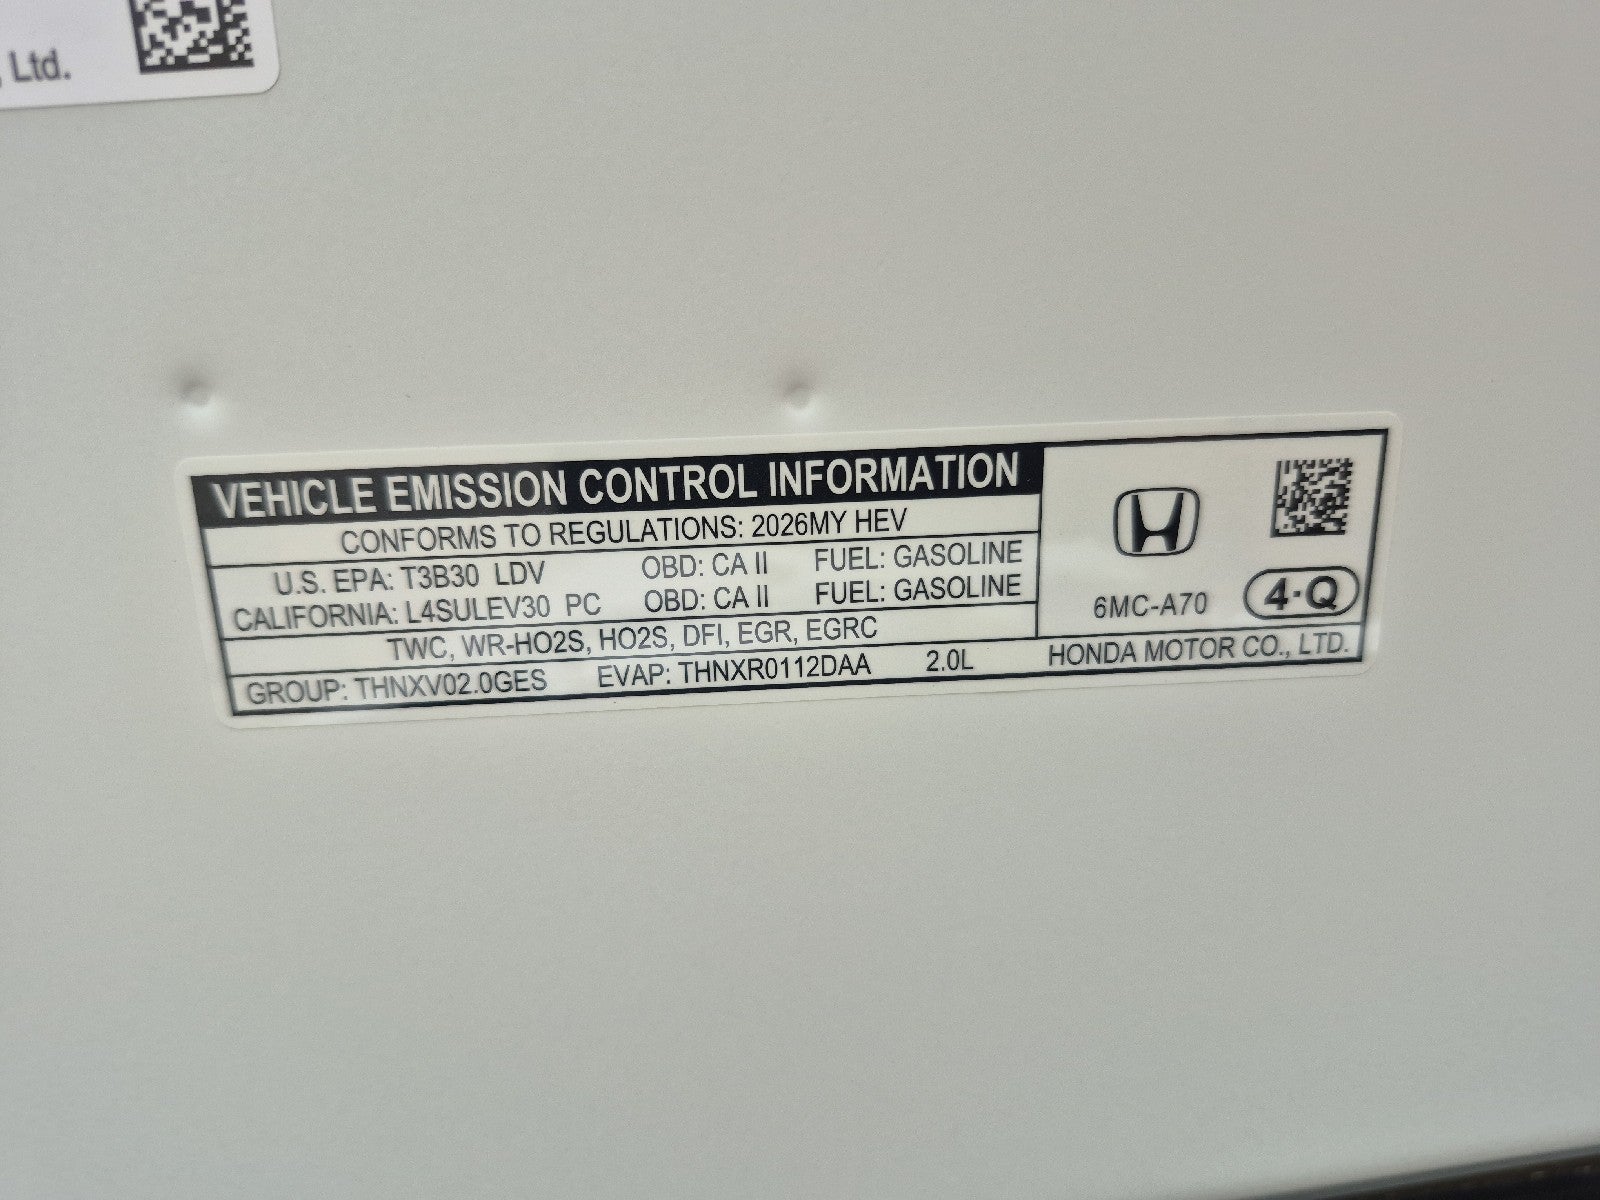 , Ltd.
VEHICLE EMISSION CONTROL INFORMATION
CONFORMS TO REGULATIONS: 2026MY HEV
U.S. EPA: T3B30 LDV OBD: CA II FUEL: GASOLINE
CALIFORNIA: L4SULEV30 PC OBD: CA II FUEL: GASOLINE
TWC, WR-HO2S, HO2S, DFI, EGR, EGRC
GROUP: THNXV02.0GES EVAP: THNXR0112DAA 2.0L
6MC-A70 4·Q
HONDA MOTOR CO., LTD.